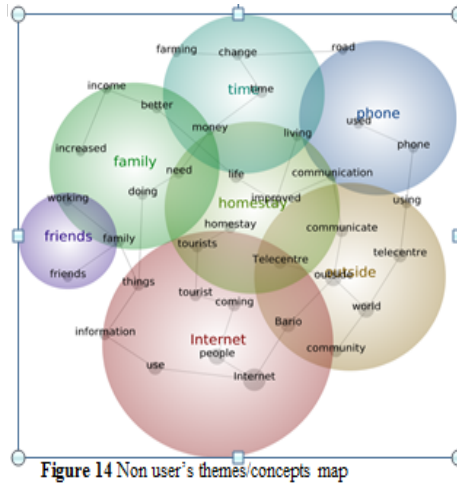 farming
change
road
time
time
income
better
used
phone
phone
money
living
increased
family
need
life
communication
doing
improved
homestay
using
working
homestay
communicate
friends
family
tourists
Telecentre
telecentre
outside
outside
friends
things
tourist
coming
world
information
Bario
Internet
people
community
use
Internet
Figure 14 Non user's themes/concepts map